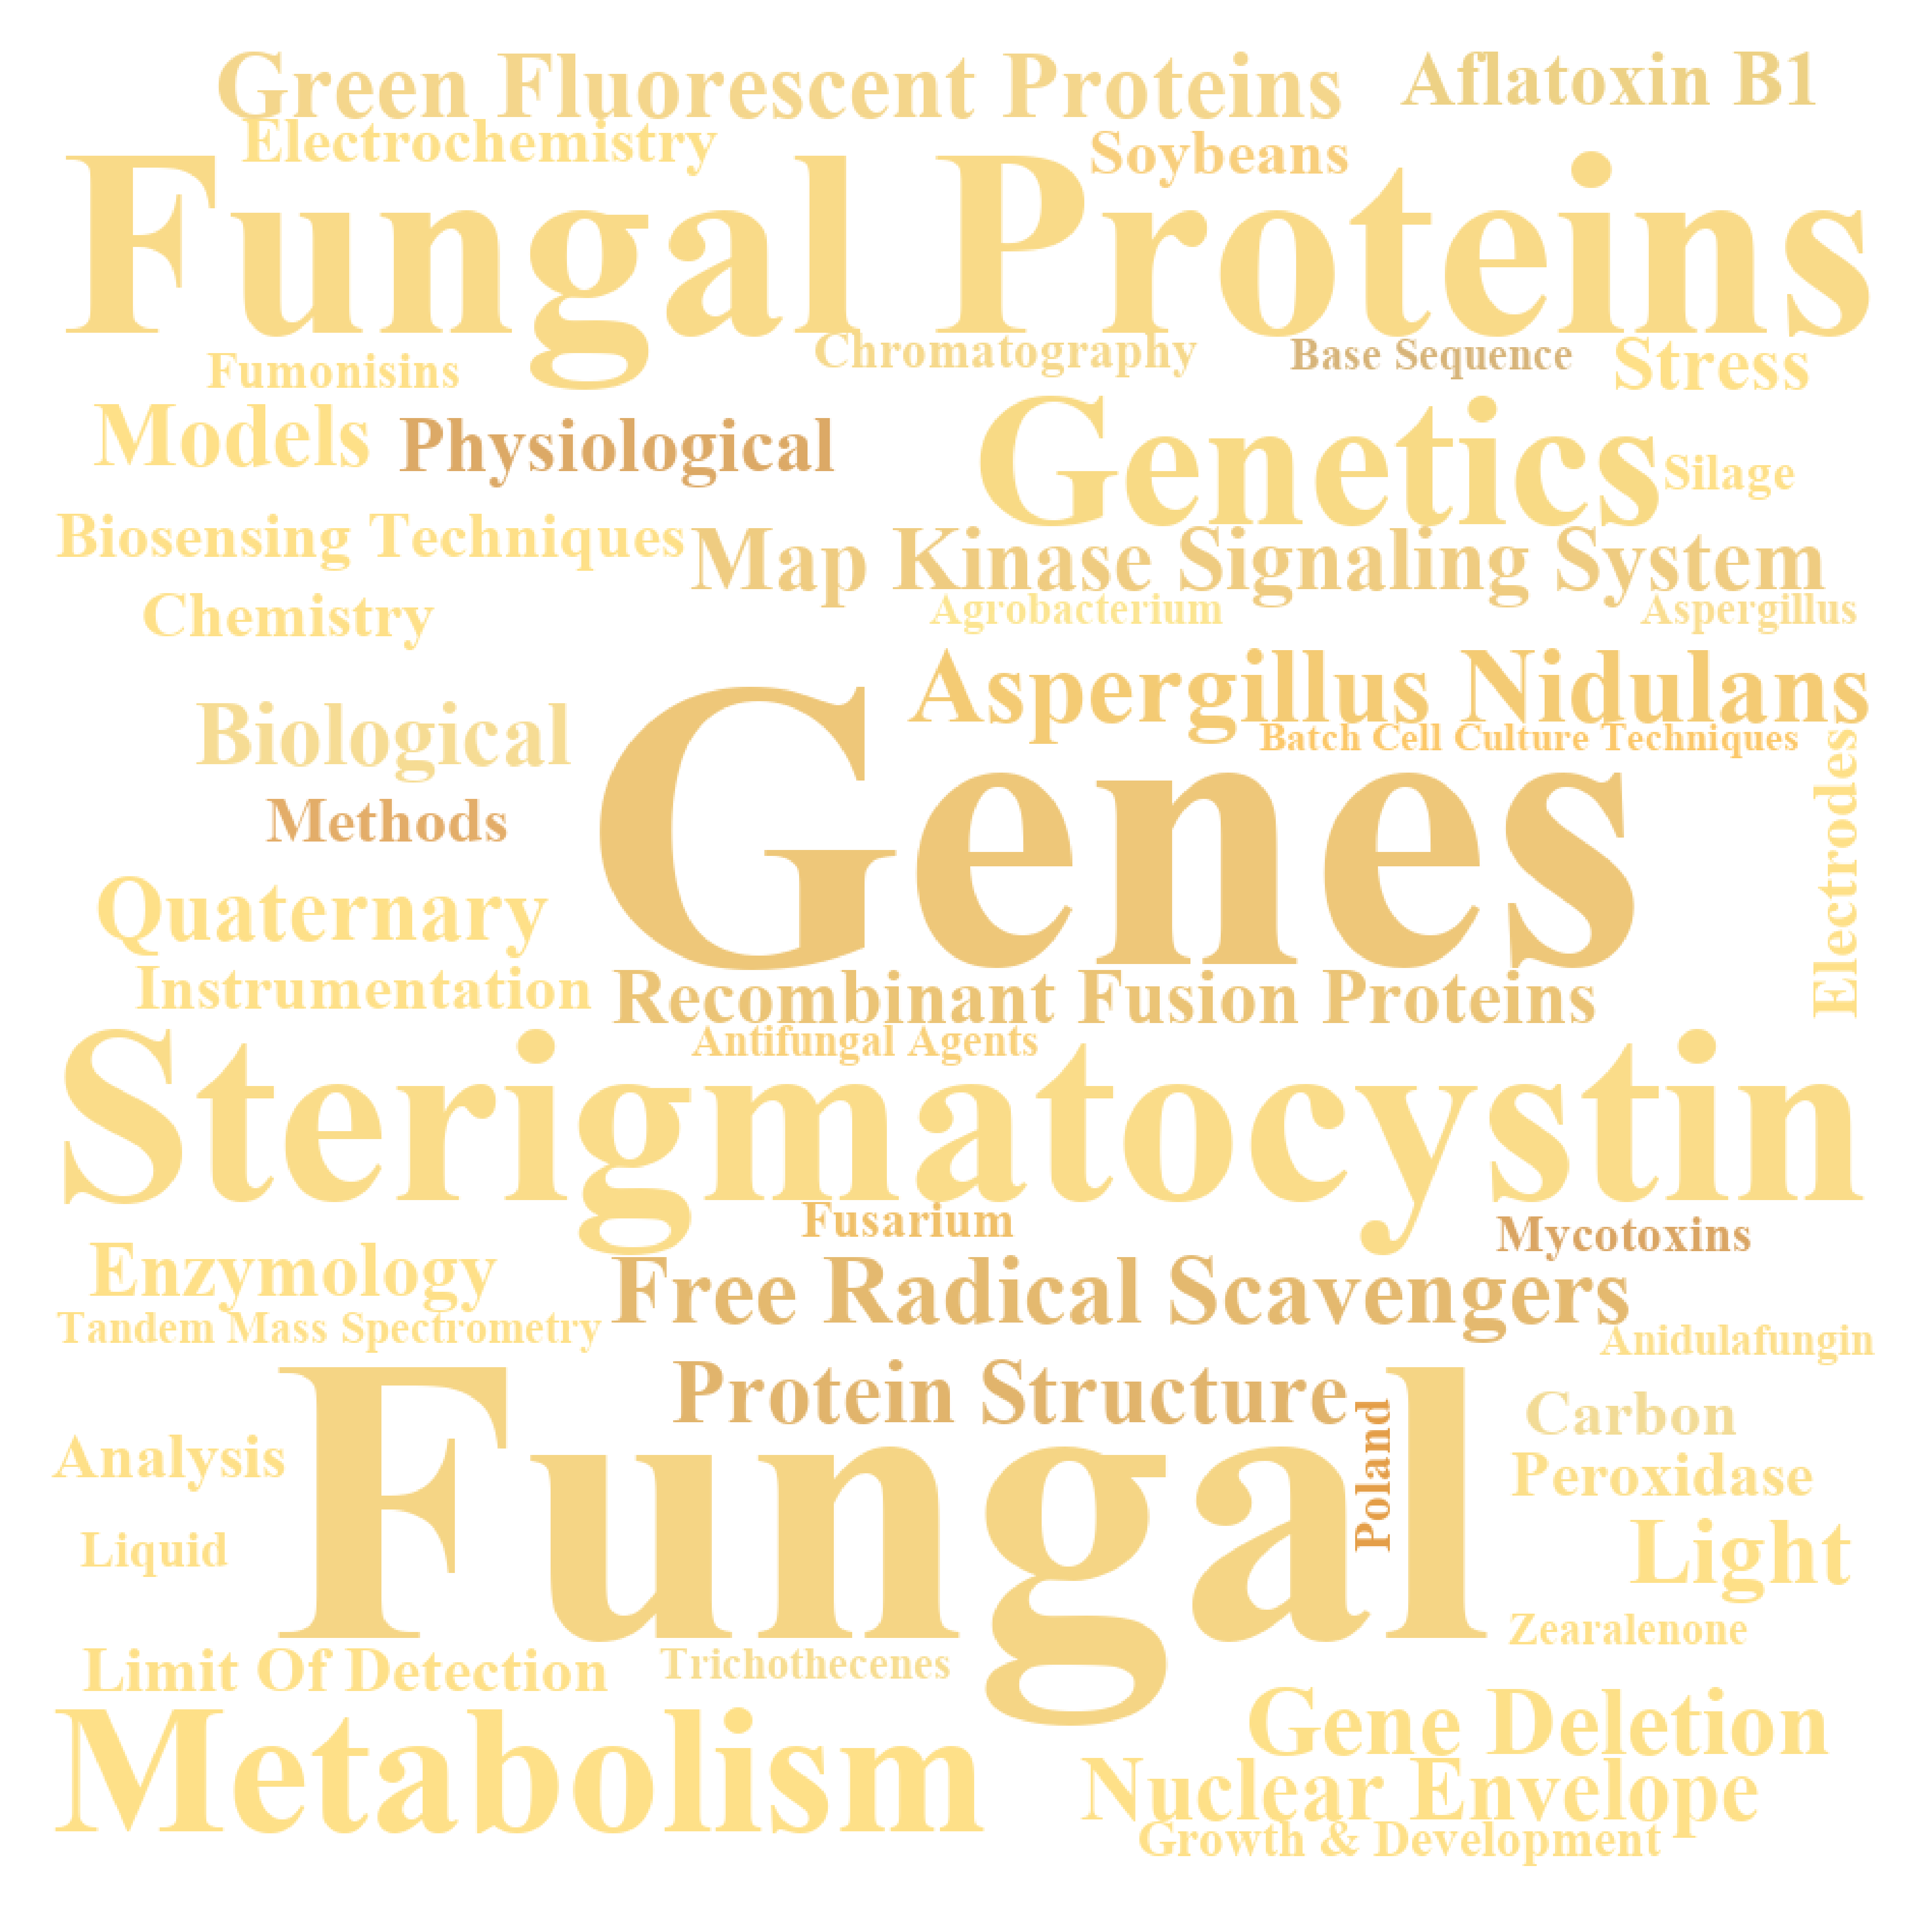 Green Fluorescent Proteins
Aflatoxin B1
Electrochemistry
Soybeans
Fungal Proteins
Fumonisins
Chromatography
Base Sequence
Stress
Models
Physiological
Genetics
Silage
Biosensing Techniques
Map Kinase Signaling System
Chemistry
Agrobacterium
Aspergillus
Aspergillus Nidulans
Biological
Batch Cell Culture Techniques
Methods
Genes
Electrodes
Quaternary
Instrumentation
Recombinant Fusion Proteins
Antifungal Agents
Sterigmatocystin
Fusarium
Mycotoxins
Enzymology
Free Radical Scavengers
Tandem Mass Spectrometry
Anidulafungin
Protein Structure
Carbon
Analysis
Fungal
Poland
Peroxidase
Liquid
Light
Zearalenone
Limit Of Detection
Trichothecenes
Metabolism
Gene Deletion
Nuclear Envelope
Growth & Development